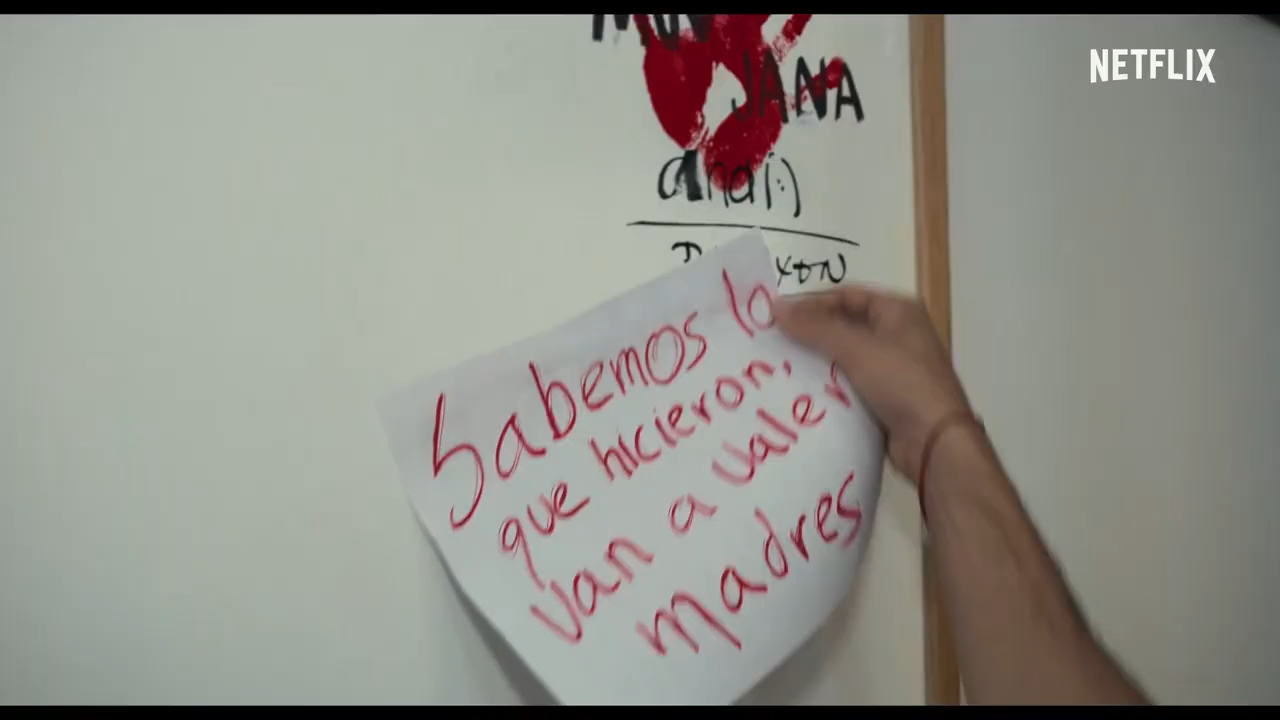 NETFLIX
JANA
anai:)
Sabemos lo
que hicieron,
van a valer
madres